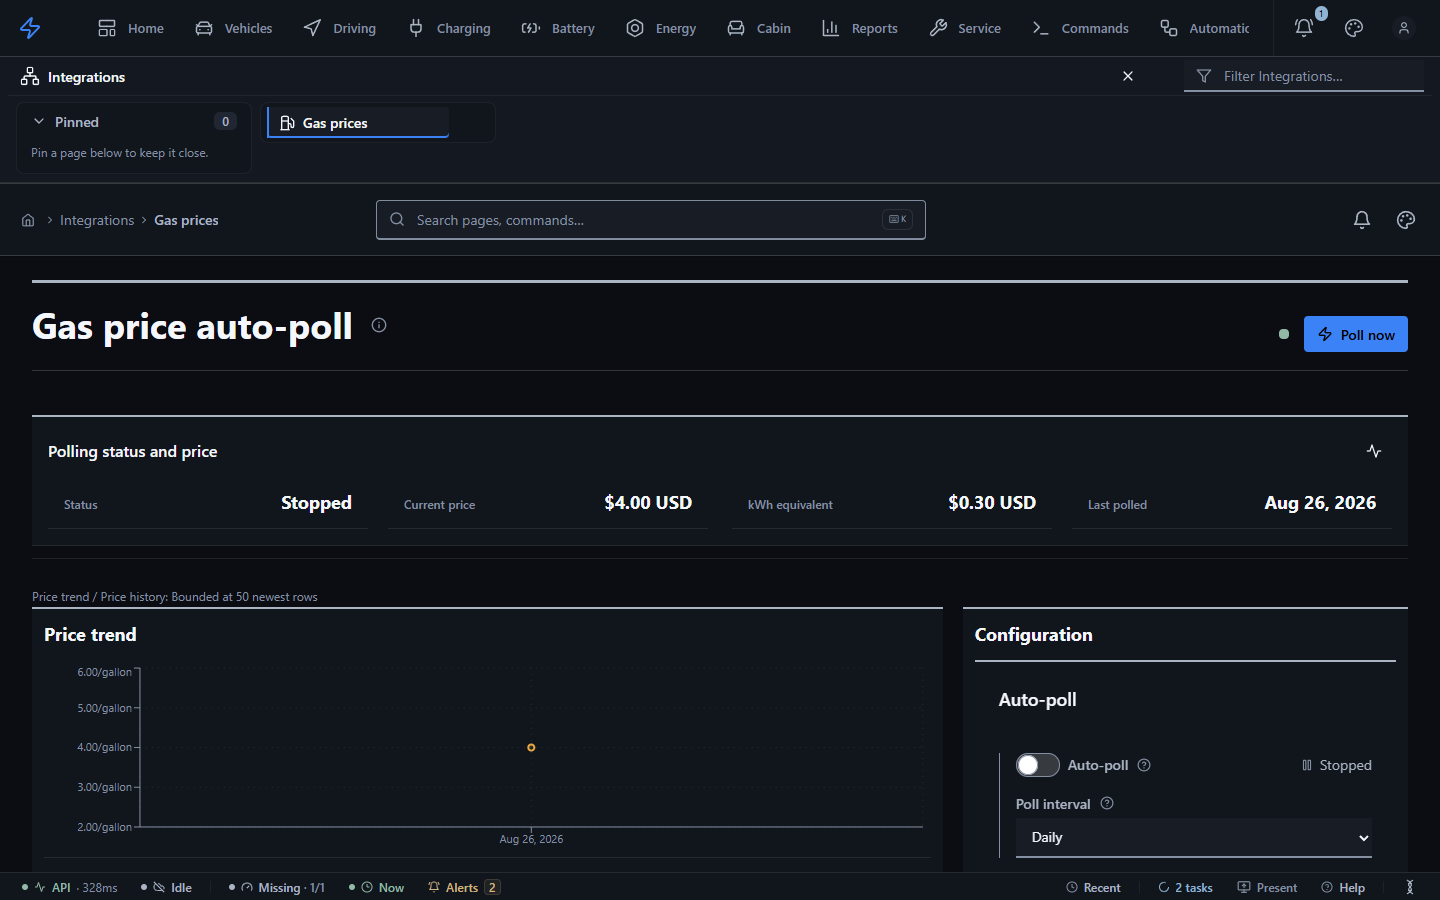 Home Vehicles Driving Charging Battery Energy Cabin Reports Service Commands Automatic 1
Integrations
Filter Integrations...
Pinned 0
Pin a page below to keep it close.
Gas prices
Integrations Gas prices
Search pages, commands... K
Gas price auto-poll
Poll now
Polling status and price
Status Stopped
Current price $4.00 USD
kWh equivalent $0.30 USD
Last polled Aug 26, 2026
Price trend / Price history: Bounded at 50 newest rows
Price trend
6.00/gallon
5.00/gallon
4.00/gallon
3.00/gallon
2.00/gallon
Aug 26, 2026
Configuration
Auto-poll
Auto-poll Stopped
Poll interval
Daily
API · 328ms Idle Missing · 1/1 Now Alerts 2 Recent 2 tasks Present Help